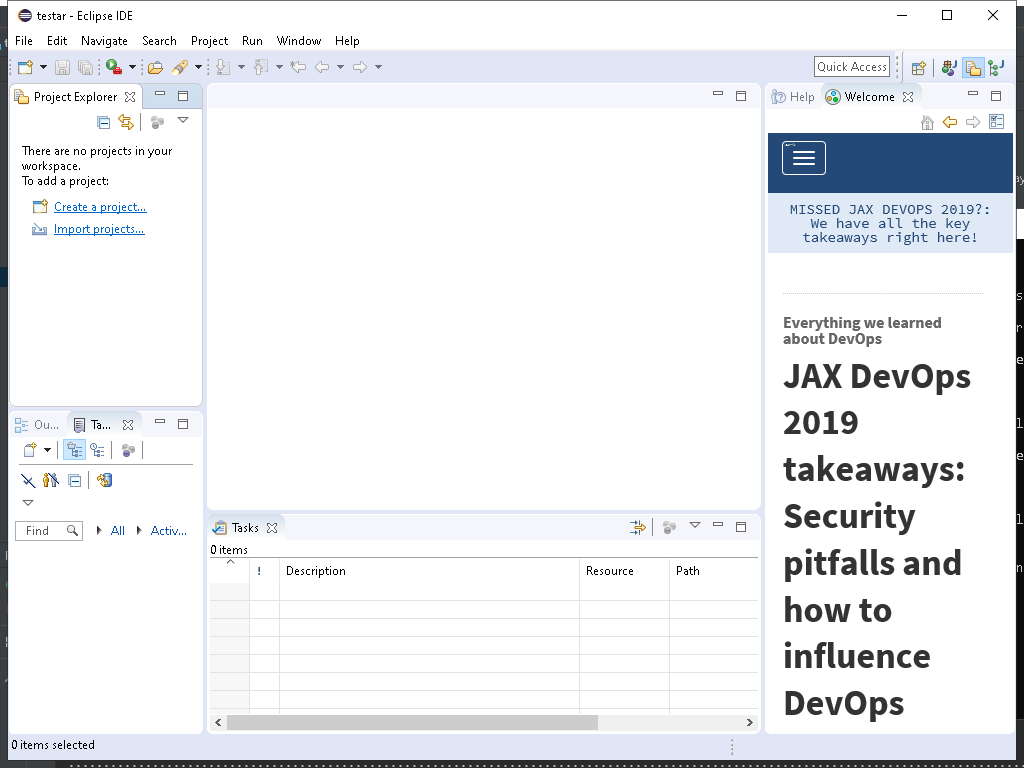 testar - Eclipse IDE
File Edit Navigate Search Project Run Window Help
Quick Access
Project Explorer
There are no projects in your
workspace.
To add a project:
Create a project...
Import projects...
Ou...
Ta...
Find
All
Activ...
Tasks
0 items
! Description Resource Path
Help
Welcome
MISSED JAX DEVOPS 2019?:
We have all the key
takeaways right here!
Everything we learned
about DevOps
JAX DevOps
2019
takeaways:
Security
pitfalls and
how to
influence
DevOps
0 items selected